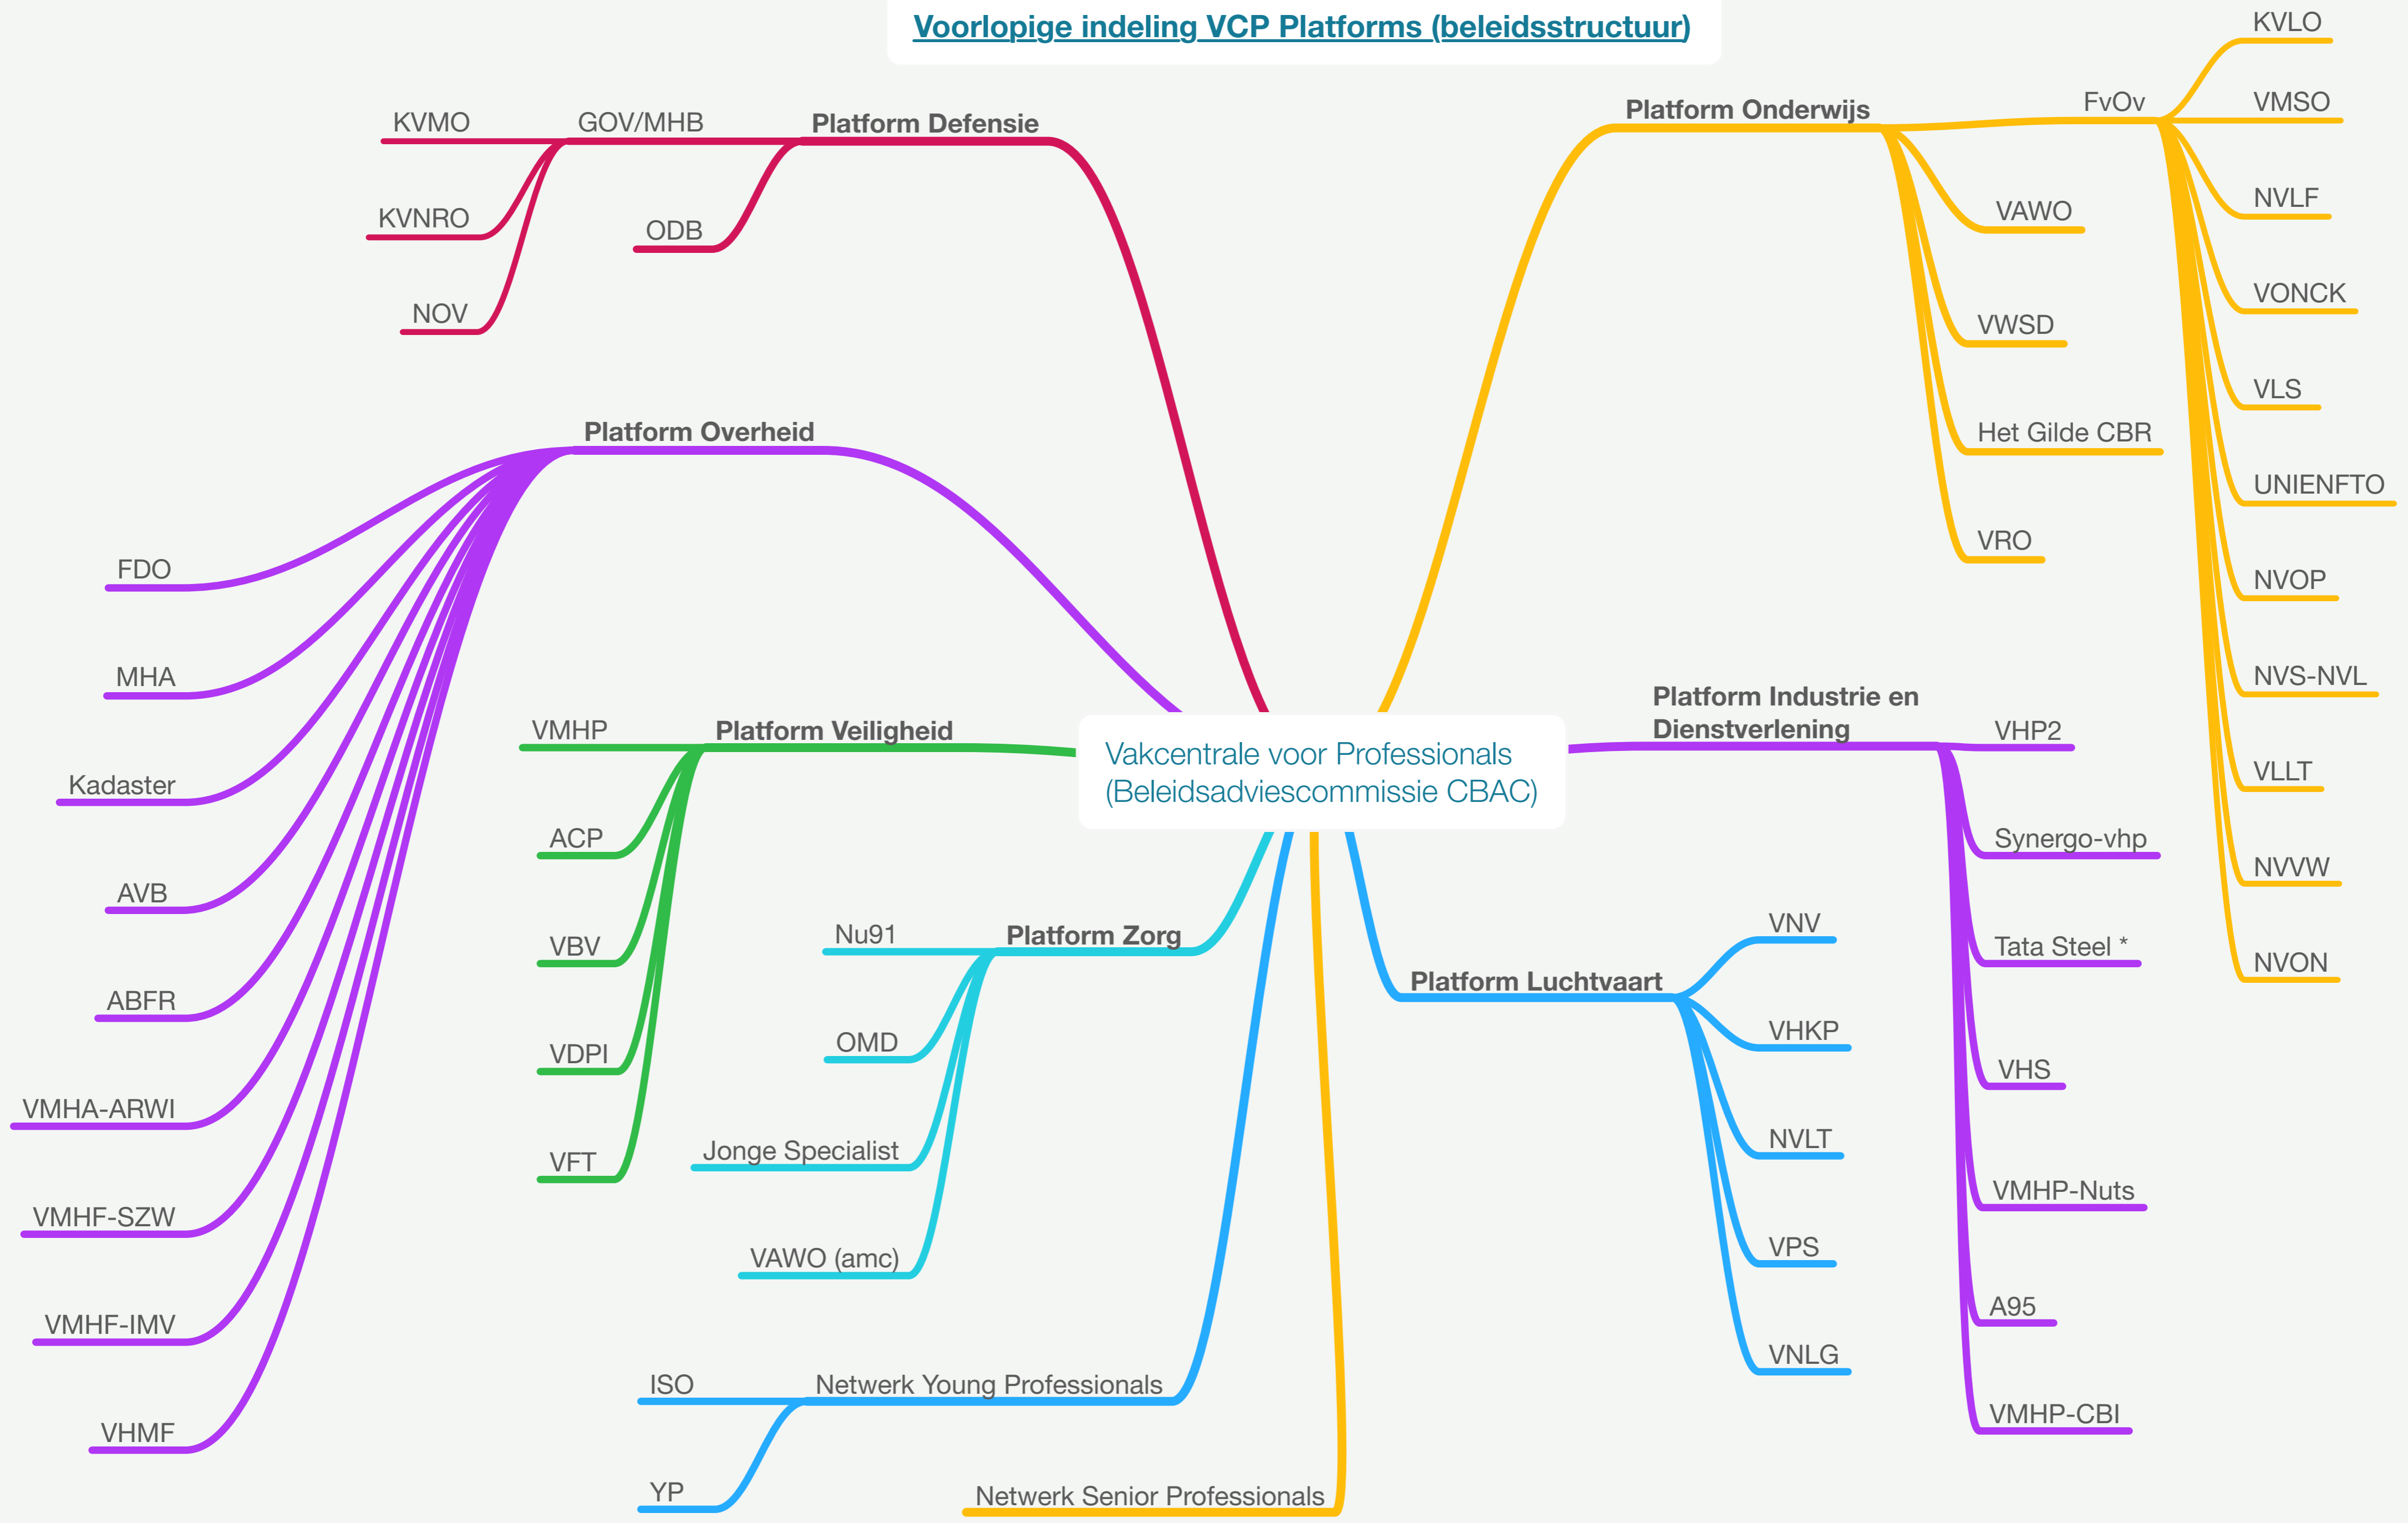 Voorlopige indeling VCP Platforms (beleidsstructuur)
Vakcentrale voor Professionals
(Beleidsadviescommissie CBAC)
Platform Defensie
GOV/MHB
KVMO
KVNRO
NOV
ODB
Platform Overheid
FDO
MHA
Kadaster
AVB
ABFR
VMHA-ARWI
VMHF-SZW
VMHF-IMV
VHMF
Platform Veiligheid
VMHP
ACP
VBV
VDPI
VFT
Platform Zorg
Nu91
OMD
Jonge Specialist
VAWO (amc)
Netwerk Young Professionals
ISO
YP
Netwerk Senior Professionals
Platform Onderwijs
FvOv
KVLO
VMSO
NVLF
VONCK
VLS
UNIENFTO
NVOP
NVS-NVL
VLLT
NVVW
NVON
VAWO
VWSD
Het Gilde CBR
VRO
Platform Industrie en
Dienstverlening
VHP2
Synergo-vhp
Tata Steel *
VHS
VMHP-Nuts
A95
VMHP-CBI
Platform Luchtvaart
VNV
VHKP
NVLT
VPS
VNLG